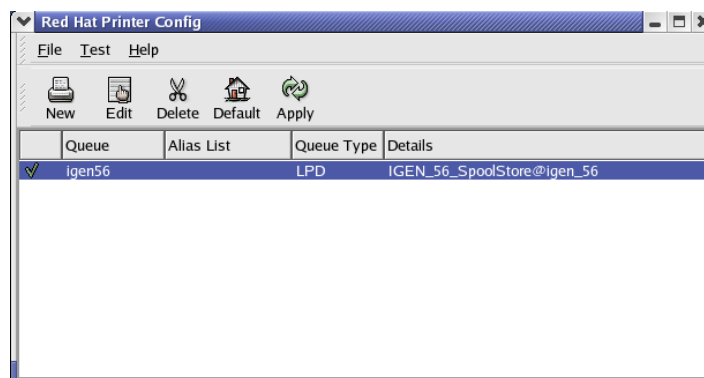 Red Hat Printer Config
File Test Help
New Edit Delete Default Apply
Queue Alias List Queue Type Details
igen56 LPD IGEN_56_SpoolStore@igen_56